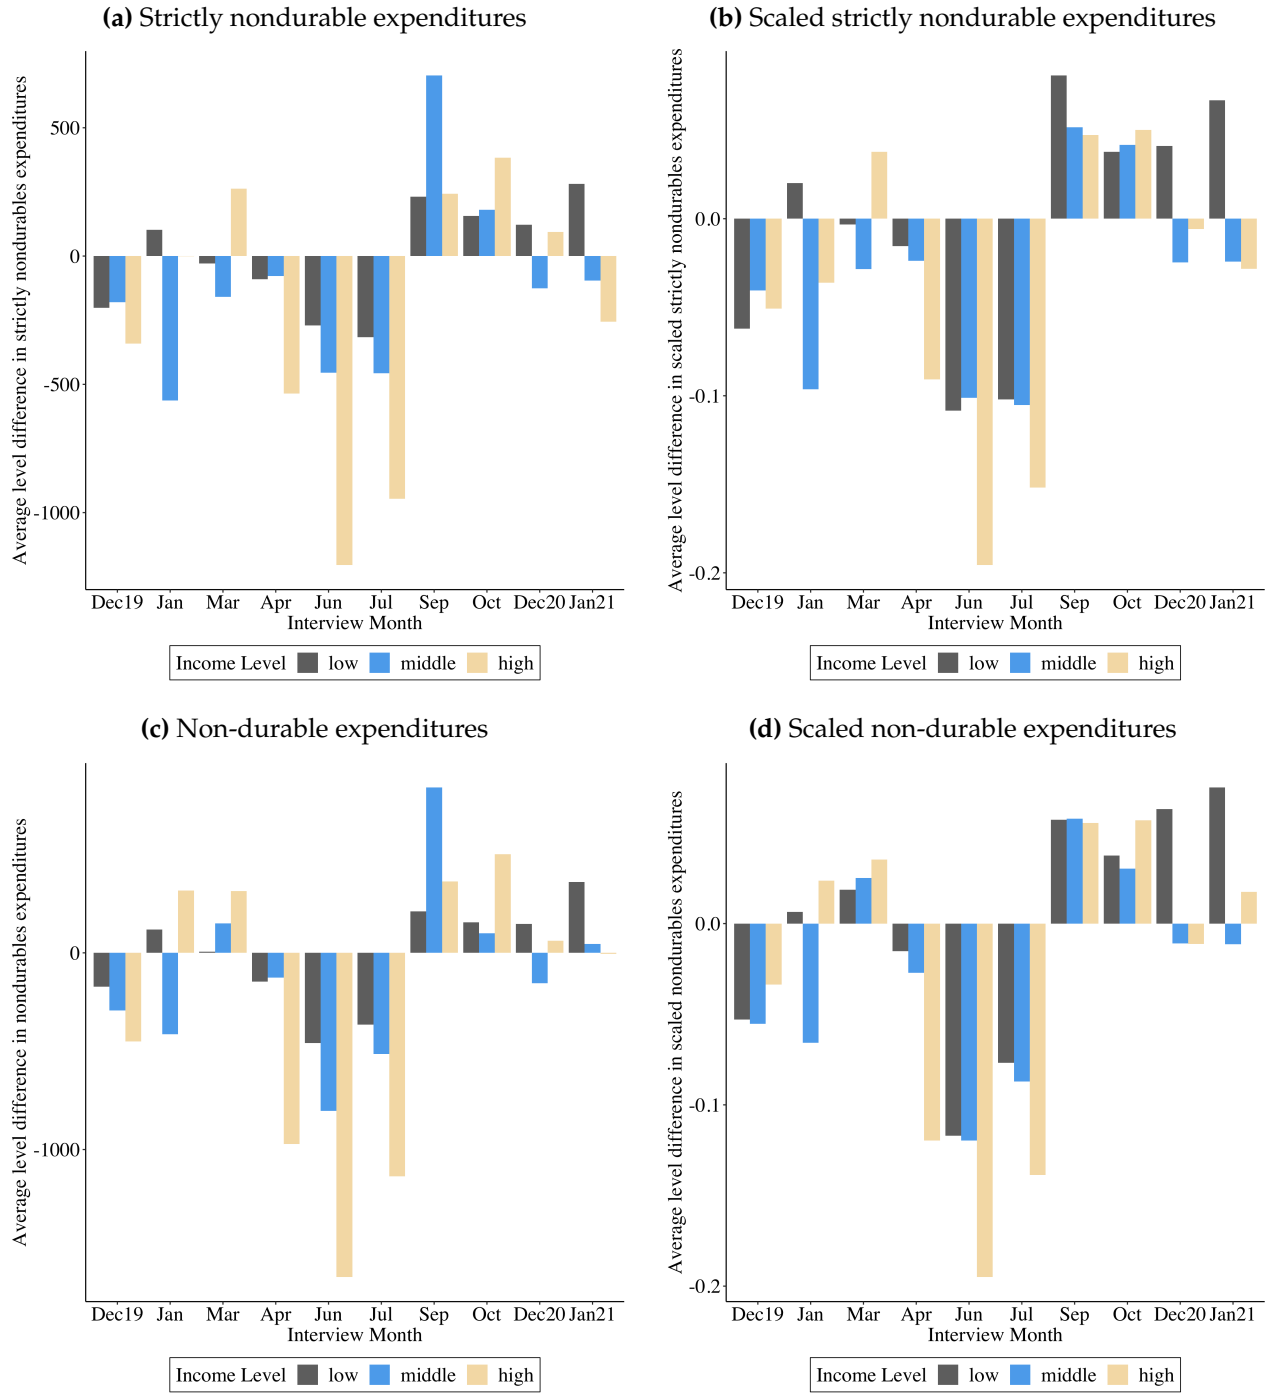 (a) Strictly nondurable expenditures
Average level difference in strictly nondurables expenditures
500
0
-500
-1000
Dec19 Jan Mar Apr Jun Jul Sep Oct Dec20 Jan21
Interview Month
Income Level low middle high
(b) Scaled strictly nondurable expenditures
Average level difference in scaled strictly nondurables expenditures
0.0
-0.1
-0.2
Dec19 Jan Mar Apr Jun Jul Sep Oct Dec20 Jan21
Interview Month
Income Level low middle high
(c) Non-durable expenditures
Average level difference in nondurables expenditures
0
-1000
Dec19 Jan Mar Apr Jun Jul Sep Oct Dec20 Jan21
Interview Month
Income Level low middle high
(d) Scaled non-durable expenditures
Average level difference in scaled nondurables expenditures
0.0
-0.1
-0.2
Dec19 Jan Mar Apr Jun Jul Sep Oct Dec20 Jan21
Interview Month
Income Level low middle high